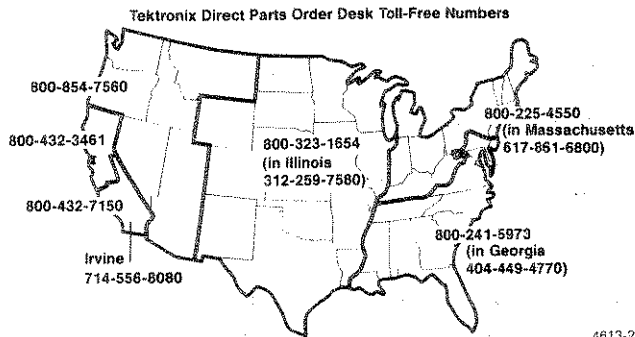 Tektronix Direct Parts Order Desk Toll-Free Numbers
800-854-7560
800-432-3461
800-432-7150
Irvine
714-556-8080
800-323-1654
(in Illinois
312-259-7580)
800-225-4550
(in Massachusetts
617-861-6800)
800-241-5973
(in Georgia
404-449-4770)
4613-2